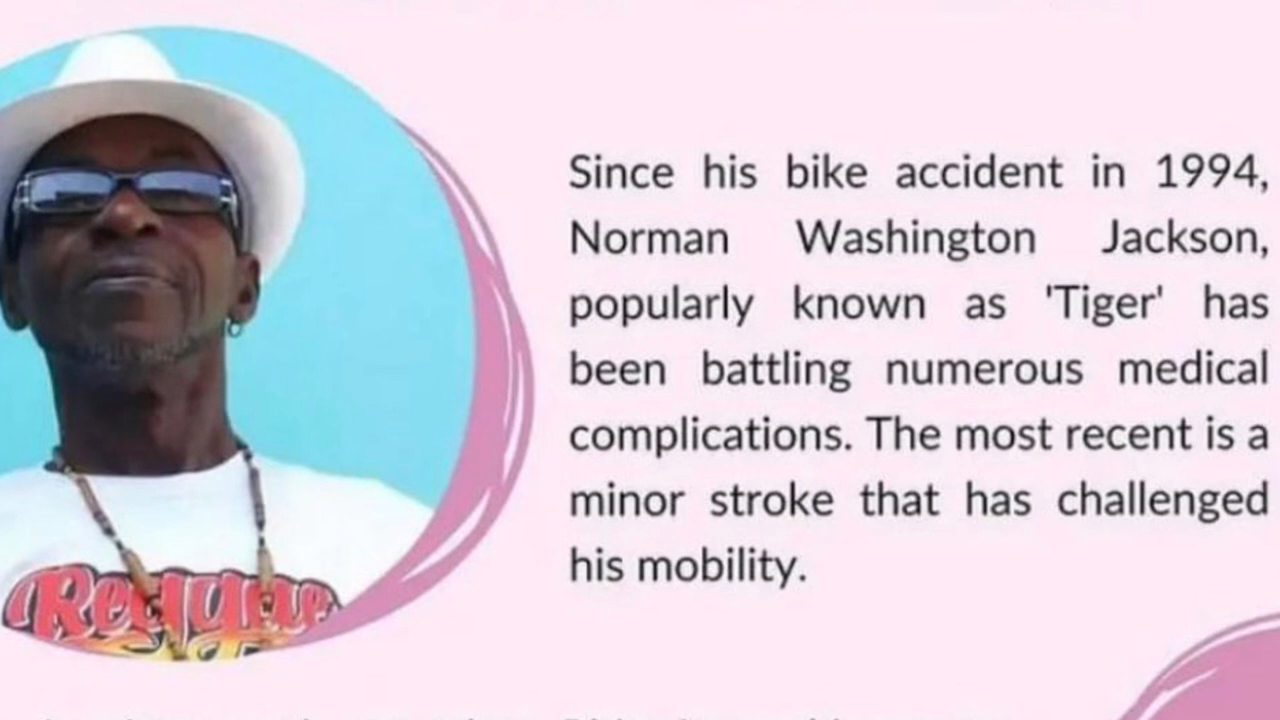 Since his bike accident in 1994,
Norman Washington Jackson,
popularly known as 'Tiger' has
been battling numerous medical
complications. The most recent is a
minor stroke that has challenged
his mobility.
Reggae